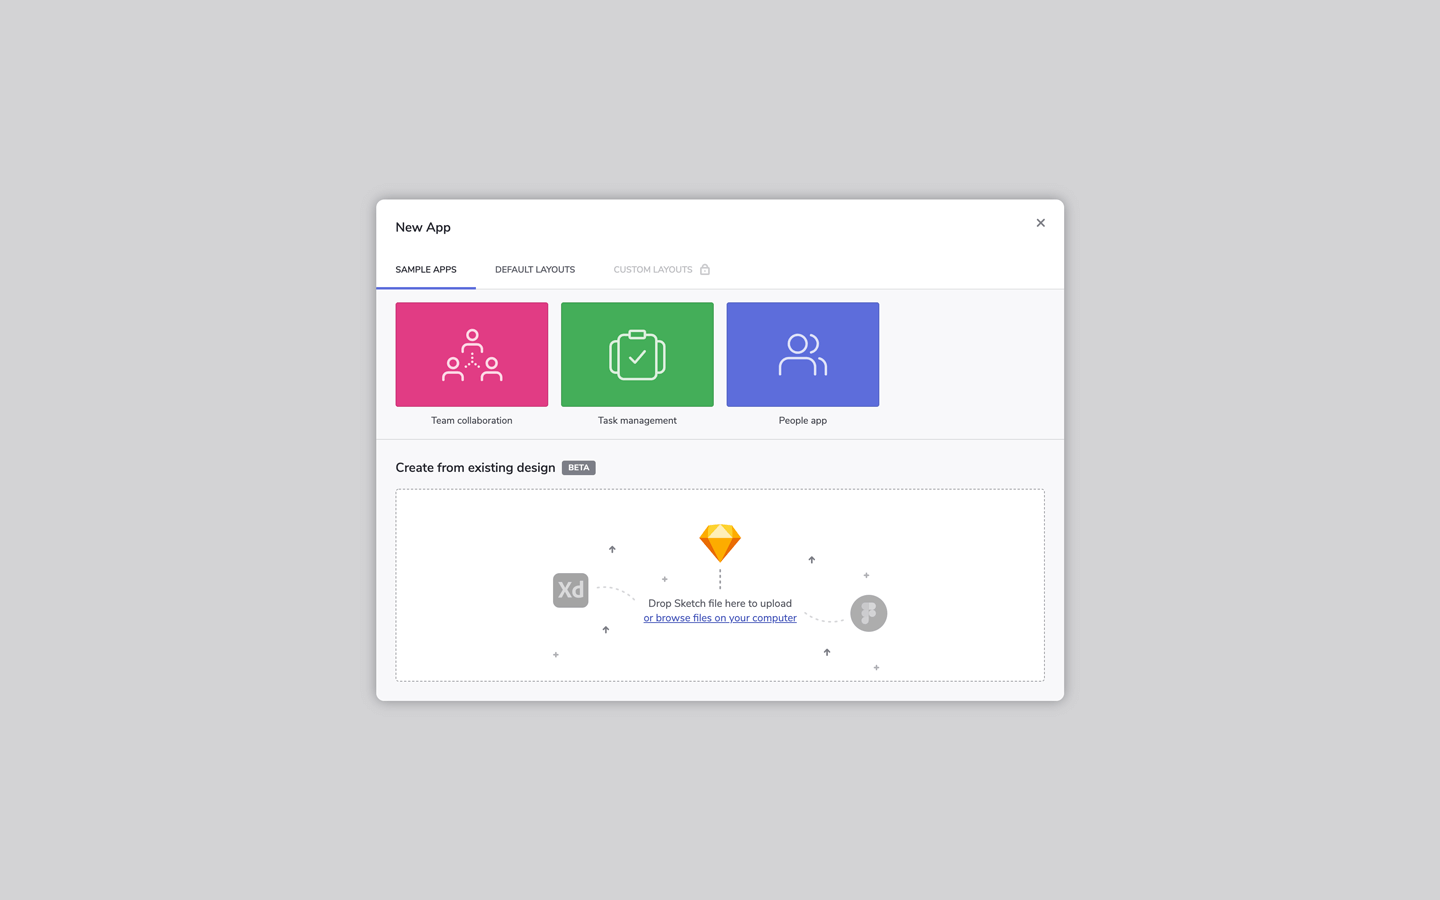 New App
SAMPLE APPS
DEFAULT LAYOUTS
CUSTOM LAYOUTS
Team collaboration
Task management
People app
Create from existing design
BETA
Xd
Drop Sketch file here to upload
or browse files on your computer